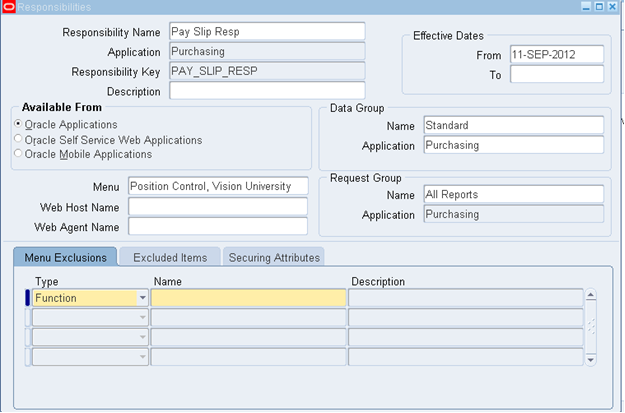 Responsibilities
Responsibility Name Pay Slip Resp
Application Purchasing
Responsibility Key PAY_SLIP_RESP
Description
Effective Dates
From 11-SEP-2012
To
Available From
Oracle Applications
Oracle Self Service Web Applications
Oracle Mobile Applications
Data Group
Name Standard
Application Purchasing
Menu Position Control, Vision University
Web Host Name
Web Agent Name
Request Group
Name All Reports
Application Purchasing
Menu Exclusions Excluded Items Securing Attributes
Type Name Description
Function